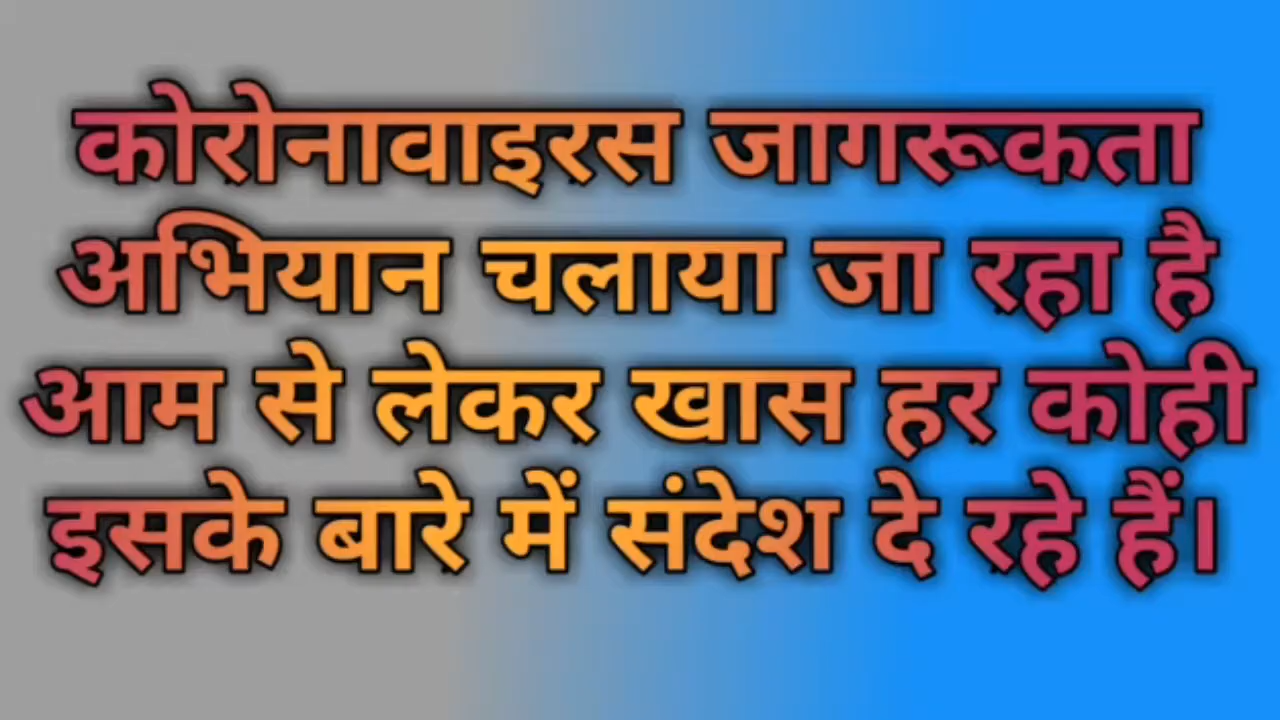 कोरोनावाइरस जागरूकता
अभियान चलाया जा रहा है
आम से लेकर खास हर कोही
इसके बारे में संदेश दे रहे हैं।